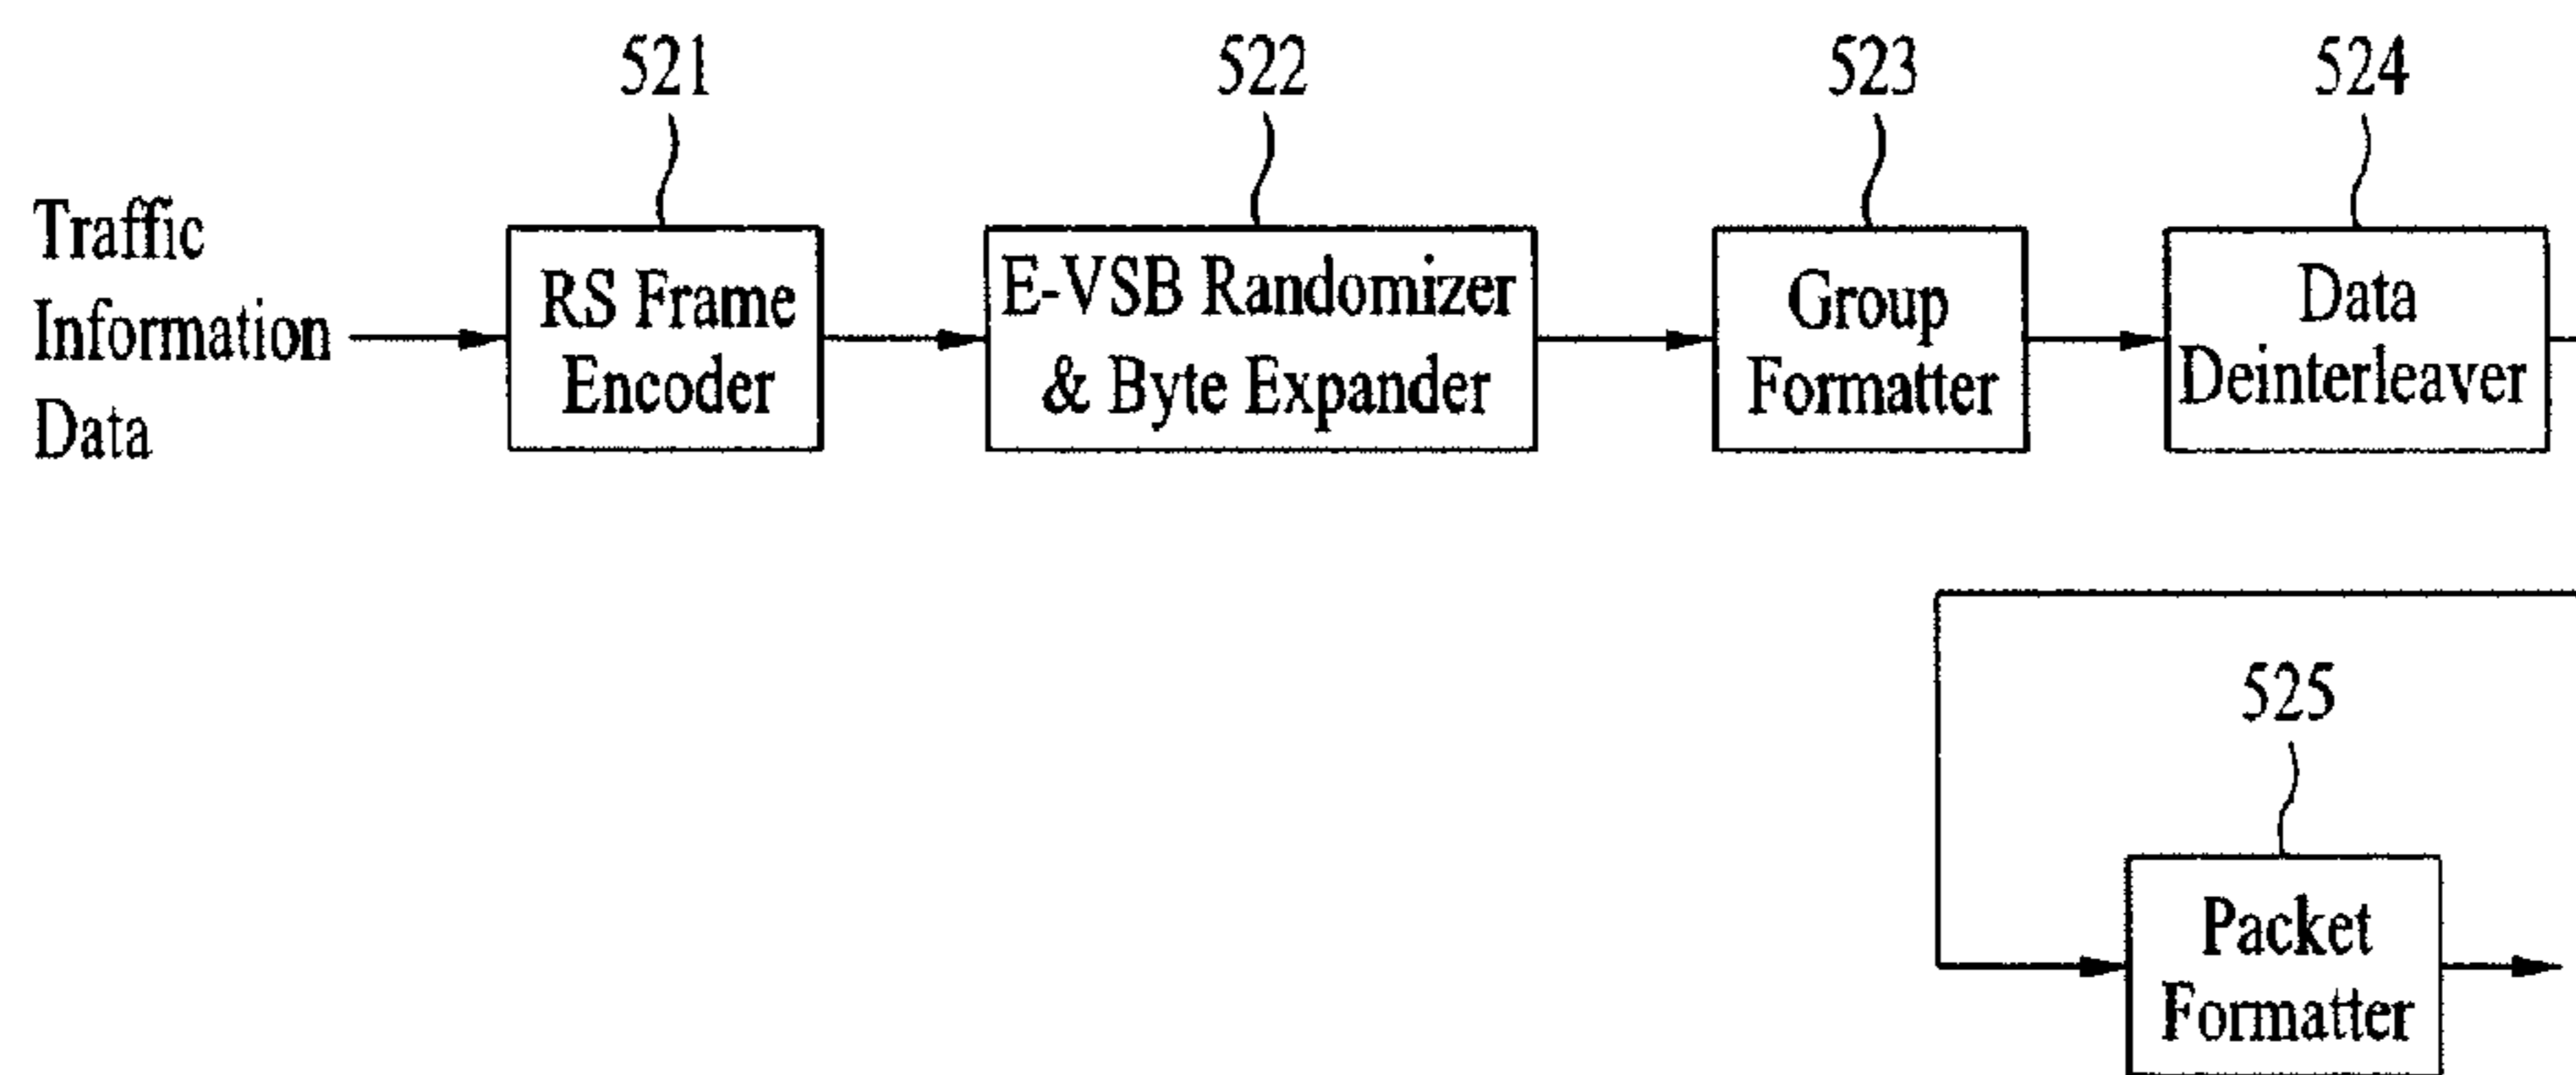 521
522
523
524
Traffic
Information
Data
RS Frame
Encoder
E-VSB Randomizer
& Byte Expander
Group
Formatter
Data
Deinterleaver
525
Packet
Formatter